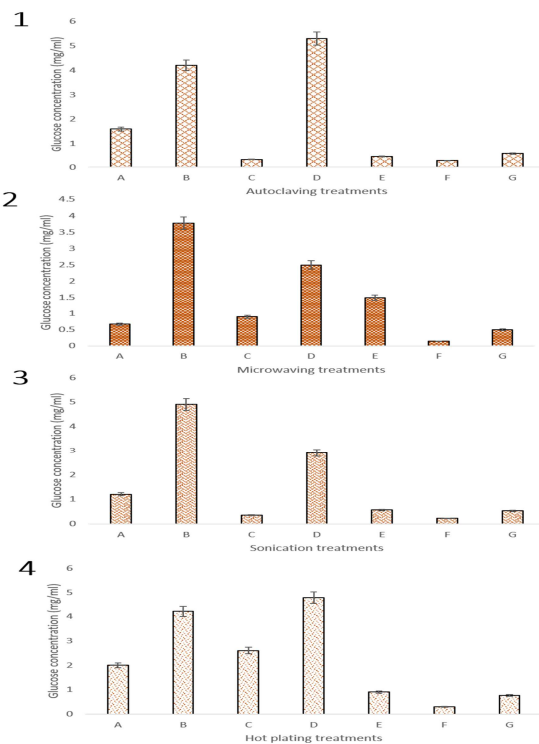 1
Glucose concentration (mg/ml)
6
5
4
3
2
1
0
A B C D E F G
Autoclaving treatments
2
Glucose concentration (mg/ml)
4.5
4
3.5
3
2.5
2
1.5
1
0.5
0
A B C D E F G
Microwaving treatments
3
Glucose concentration (mg/ml)
6
5
4
3
2
1
0
A B C D E F G
Sonication treatments
4
Glucose concentration (mg/ml)
6
5
4
3
2
1
0
A B C D E F G
Hot plating treatments